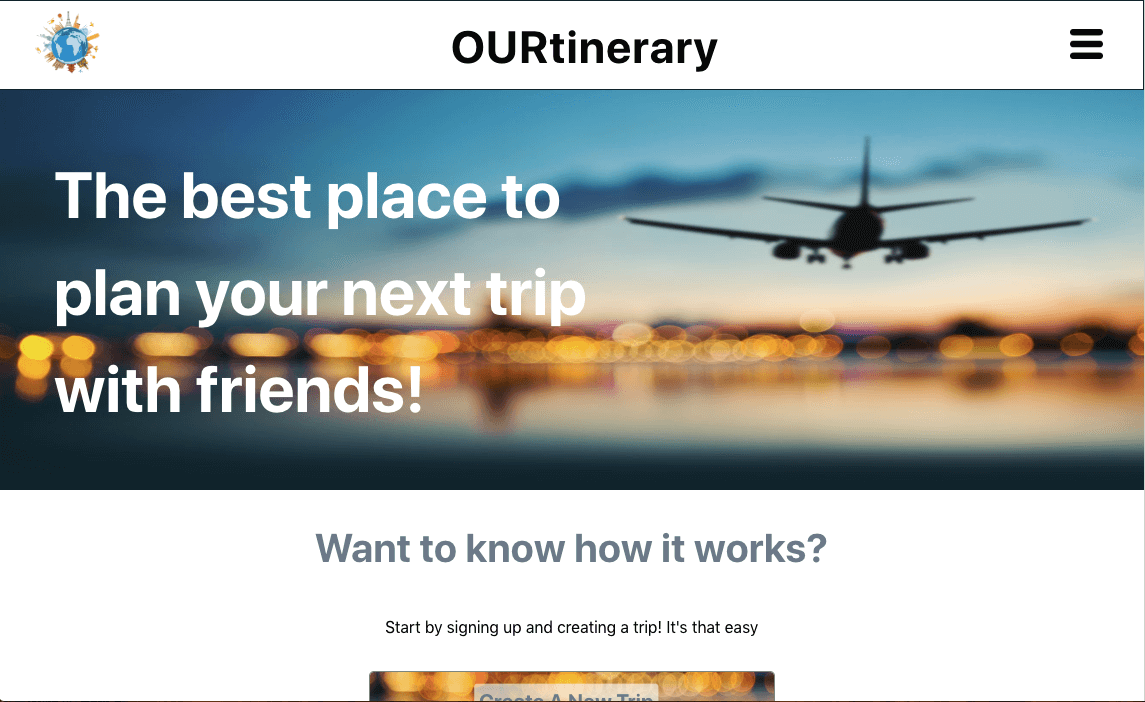 OURtinerary
The best place to
plan your next trip
with friends!
Want to know how it works?
Start by signing up and creating a trip! It's that easy
Create A New Trip